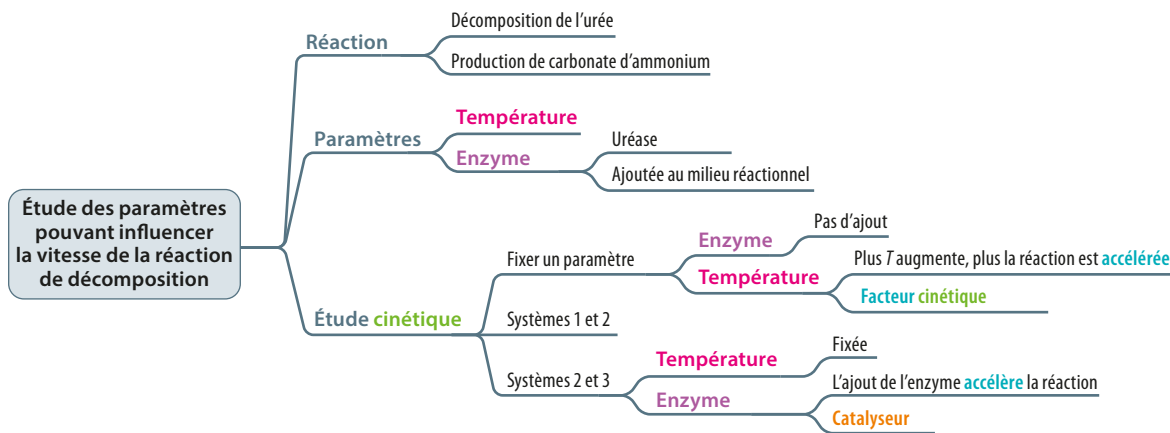 Étude des paramètres
pouvant influencer
la vitesse de la réaction
de décomposition
Réaction
Décomposition de l'urée
Production de carbonate d'ammonium
Paramètres
Température
Enzyme
Uréase
Ajoutée au milieu réactionnel
Étude cinétique
Fixer un paramètre
Enzyme
Pas d'ajout
Température
Plus T augmente, plus la réaction est accélérée
Facteur cinétique
Systèmes 1 et 2
Systèmes 2 et 3
Température
Fixée
Enzyme
L'ajout de l'enzyme accélère la réaction
Catalyseur